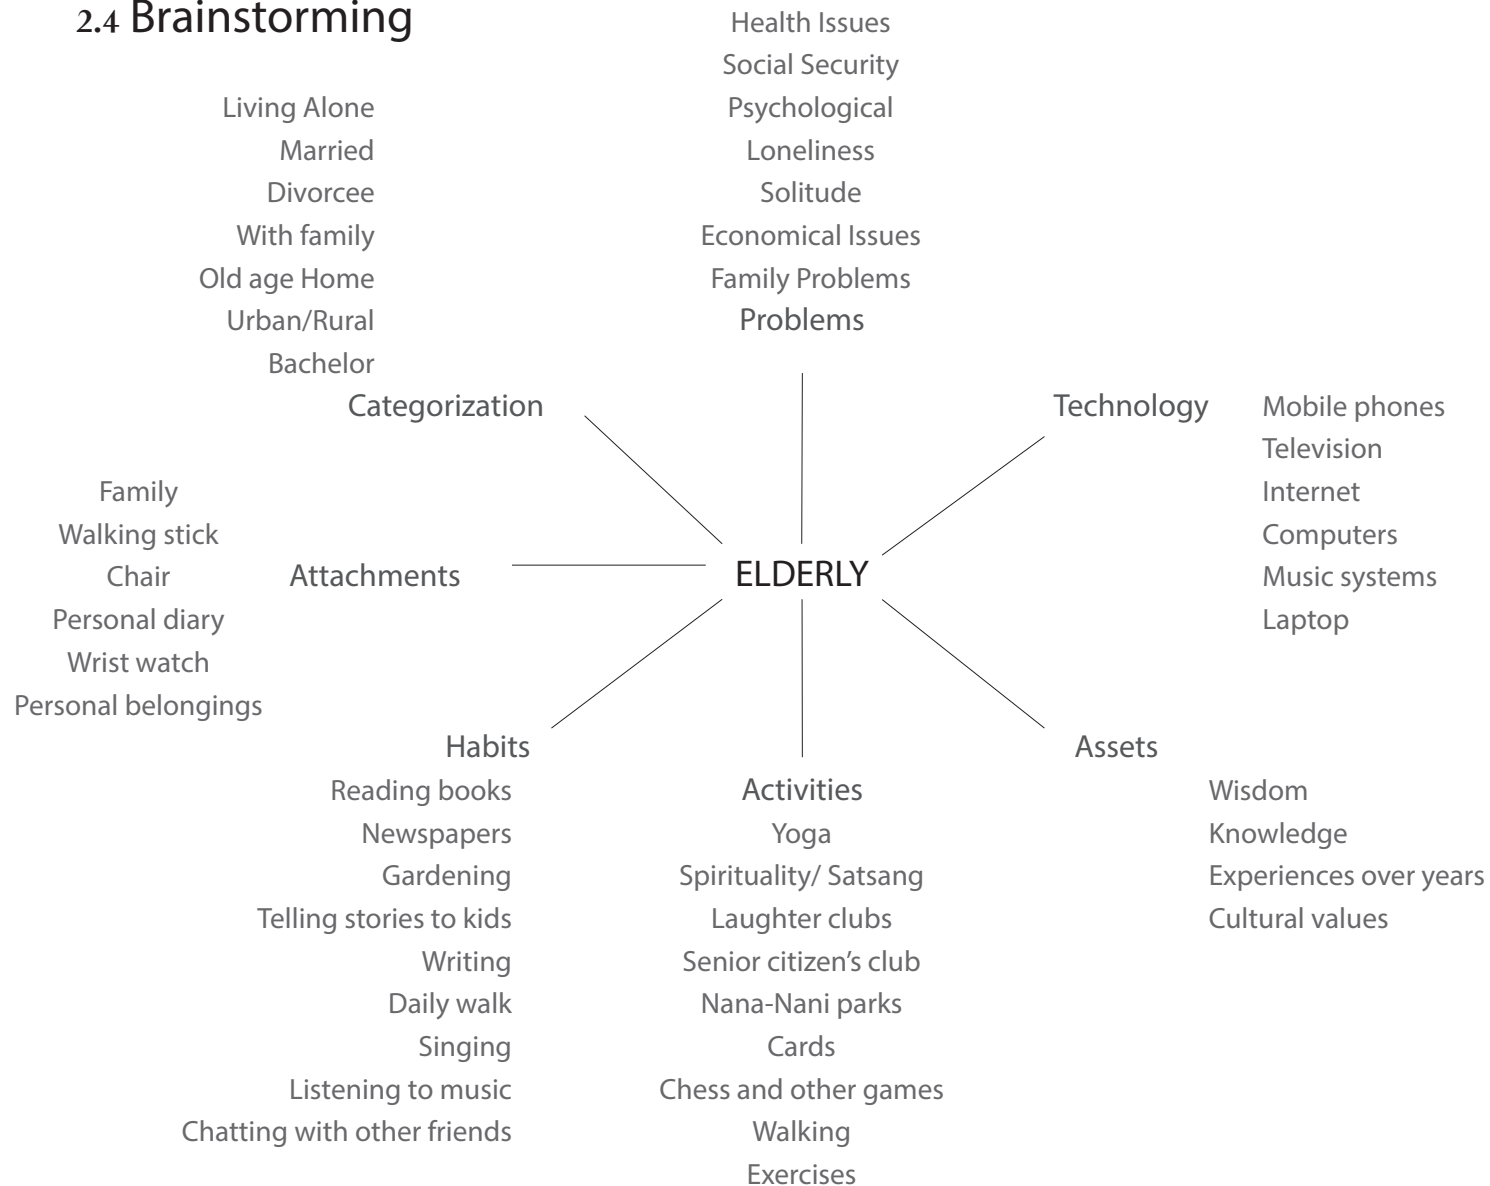 2.4 Brainstorming
Health Issues
Social Security
Psychological
Loneliness
Solitude
Economical Issues
Family Problems
Problems
Living Alone
Married
Divorcee
With family
Old age Home
Urban/Rural
Bachelor
Categorization
Technology
Mobile phones
Television
Internet
Computers
Music systems
Laptop
Family
Walking stick
Chair
Personal diary
Wrist watch
Personal belongings
Attachments
ELDERLY
Habits
Reading books
Newspapers
Gardening
Telling stories to kids
Writing
Daily walk
Singing
Listening to music
Chatting with other friends
Activities
Yoga
Spirituality/ Satsang
Laughter clubs
Senior citizen’s club
Nana-Nani parks
Cards
Chess and other games
Walking
Exercises
Assets
Wisdom
Knowledge
Experiences over years
Cultural values